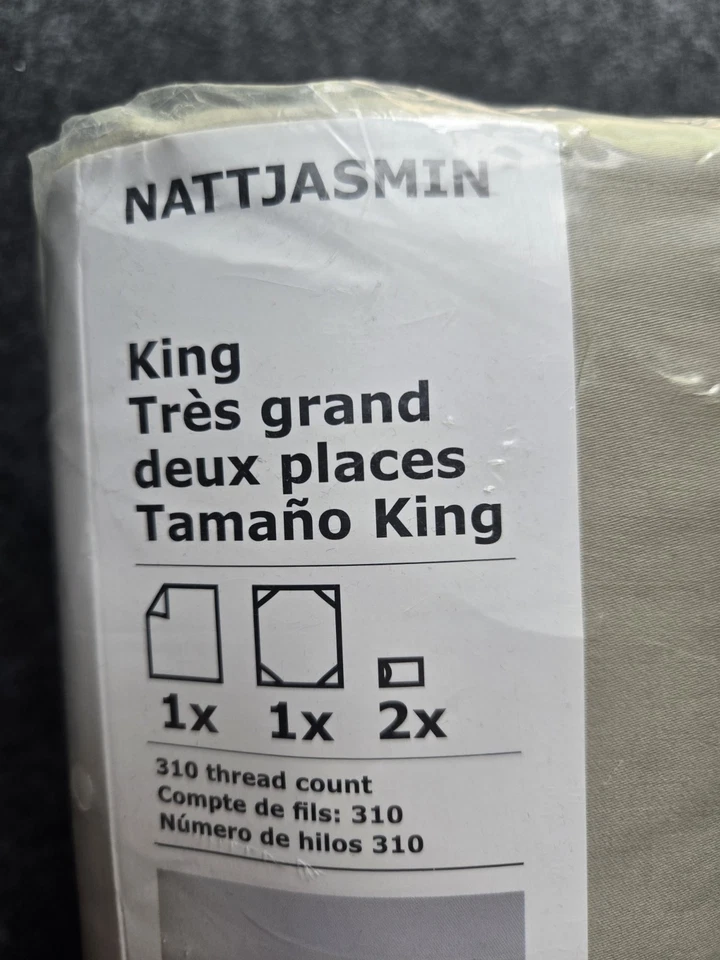 NATTJASMIN
King
Très grand
deux places
Tamaño King
1x 1x 2x
310 thread count
Compte de fils: 310
Número de hilos 310